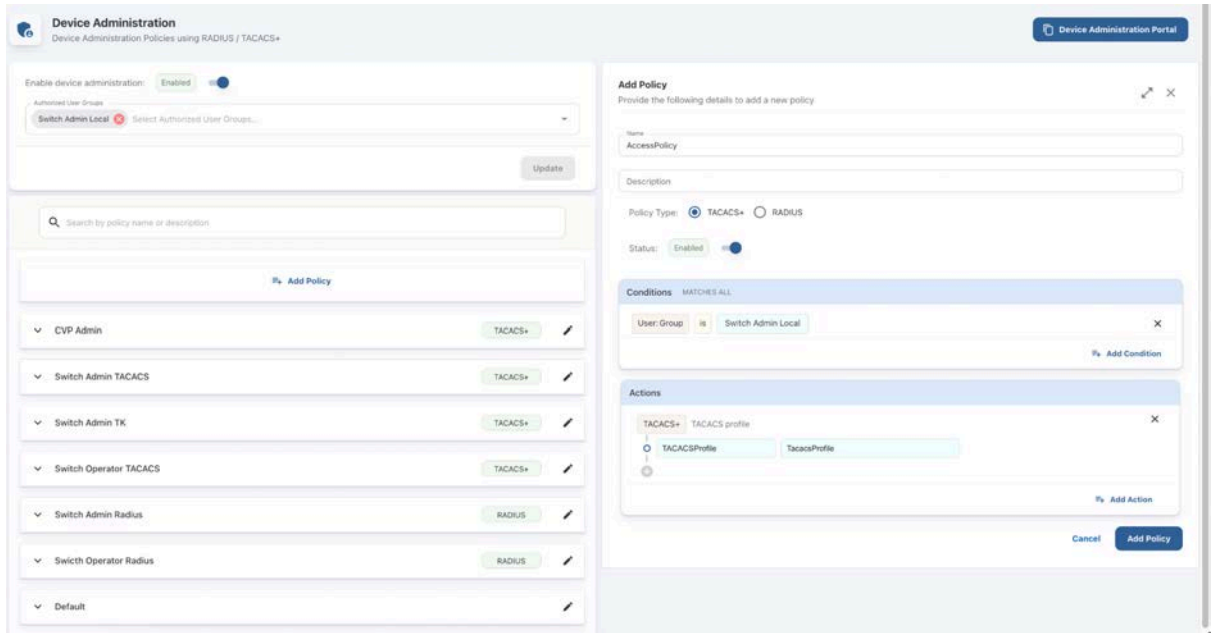 Device Administration
Device Administration Policies using RADIUS / TACACS+
Device Administration Portal
Enable device administration: Enabled
Authorized User Groups
Switch Admin Local Select Authorized User Groups...
Update
Search by policy name or description
Add Policy
CVP Admin TACACS+
Switch Admin TACACS TACACS+
Switch Admin TK TACACS+
Switch Operator TACACS TACACS+
Switch Admin Radius RADIUS
Swicth Operator Radius RADIUS
Default
Add Policy
Provide the following details to add a new policy
Name
AccessPolicy
Description
Policy Type: TACACS+ RADIUS
Status: Enabled
Conditions MATCHES ALL
User: Group is Switch Admin Local
Add Condition
Actions
TACACS+ TACACS profile
TACACSProfile TacacsProfile
Add Action
Cancel Add Policy